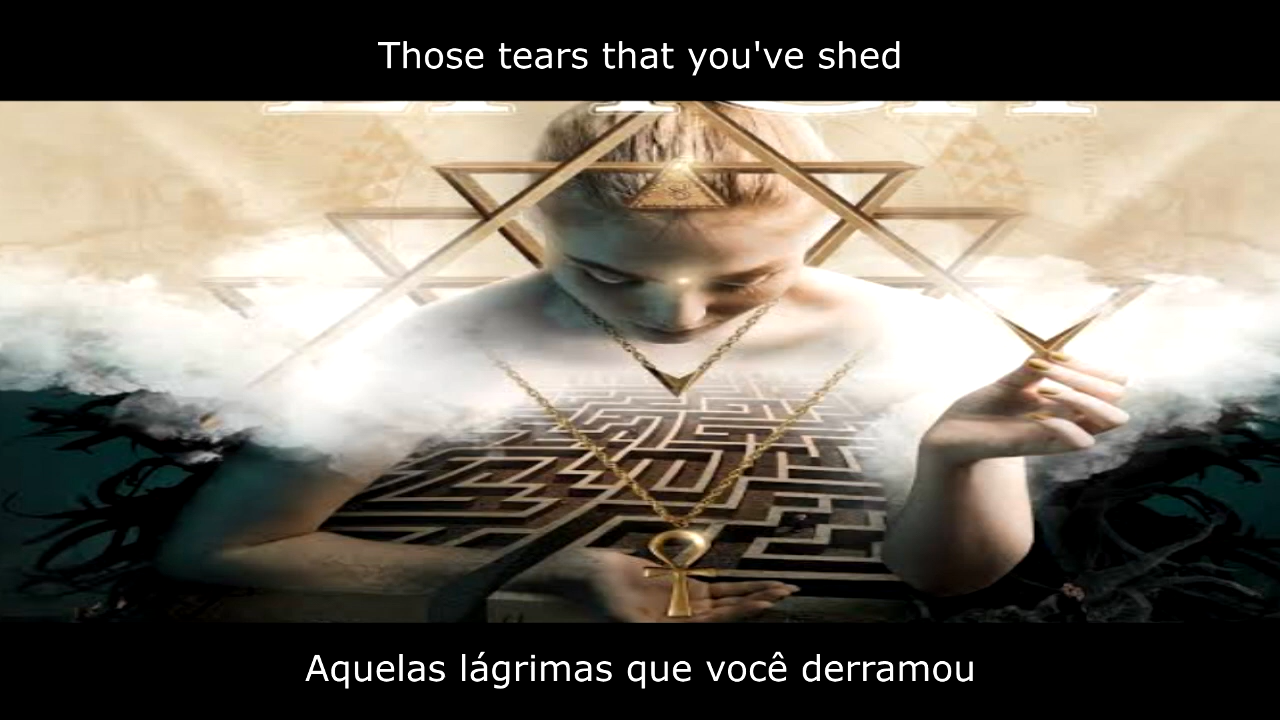 Those tears that you've shed
Aquelas lágrimas que você derramou